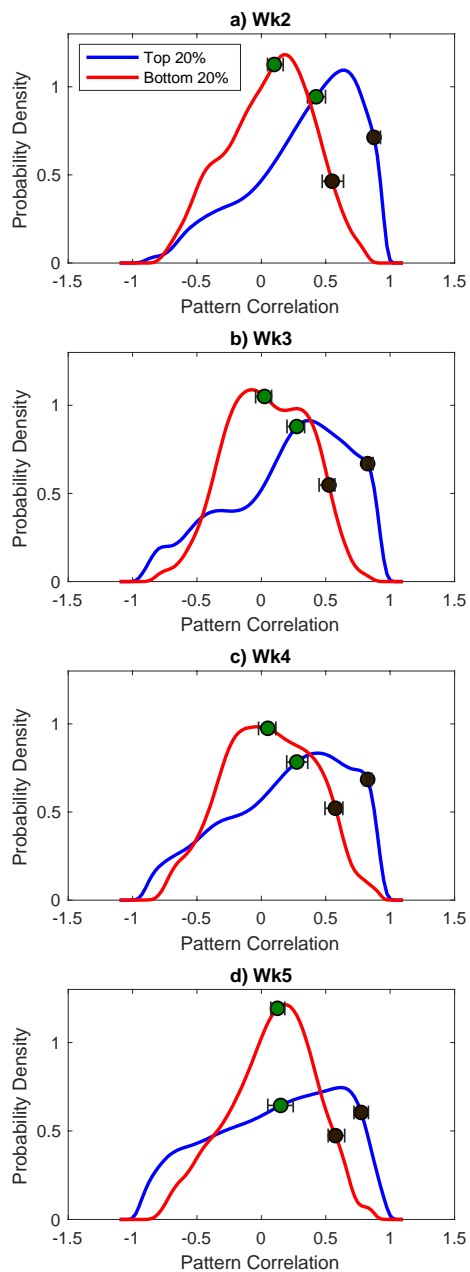 a) Wk2
Top 20%
Bottom 20%
Probability Density
1
0.5
0
-1.5 -1 -0.5 0 0.5 1 1.5
Pattern Correlation
b) Wk3
Probability Density
1
0.5
0
-1.5 -1 -0.5 0 0.5 1 1.5
Pattern Correlation
c) Wk4
Probability Density
1
0.5
0
-1.5 -1 -0.5 0 0.5 1 1.5
Pattern Correlation
d) Wk5
Probability Density
1
0.5
0
-1.5 -1 -0.5 0 0.5 1 1.5
Pattern Correlation